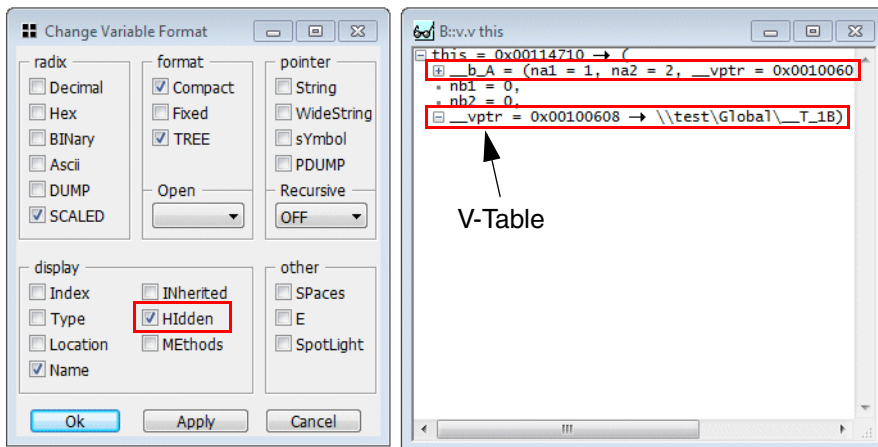 Change Variable Format
radix
Decimal
Hex
BINary
Ascii
DUMP
SCALED
format
Compact
Fixed
TREE
Open
pointer
String
WideString
sYmbol
PDUMP
Recursive
OFF
display
Index
Type
Location
Name
INherited
HIdden
MEthods
other
SPaces
E
SpotLight
Ok
Apply
Cancel
B::v.v this
this = 0x00114710 → (
__b_A = (na1 = 1, na2 = 2, __vptr = 0x0010060
nb1 = 0,
nb2 = 0,
__vptr = 0x00100608 → \\test\Global\__T_1B)
V-Table